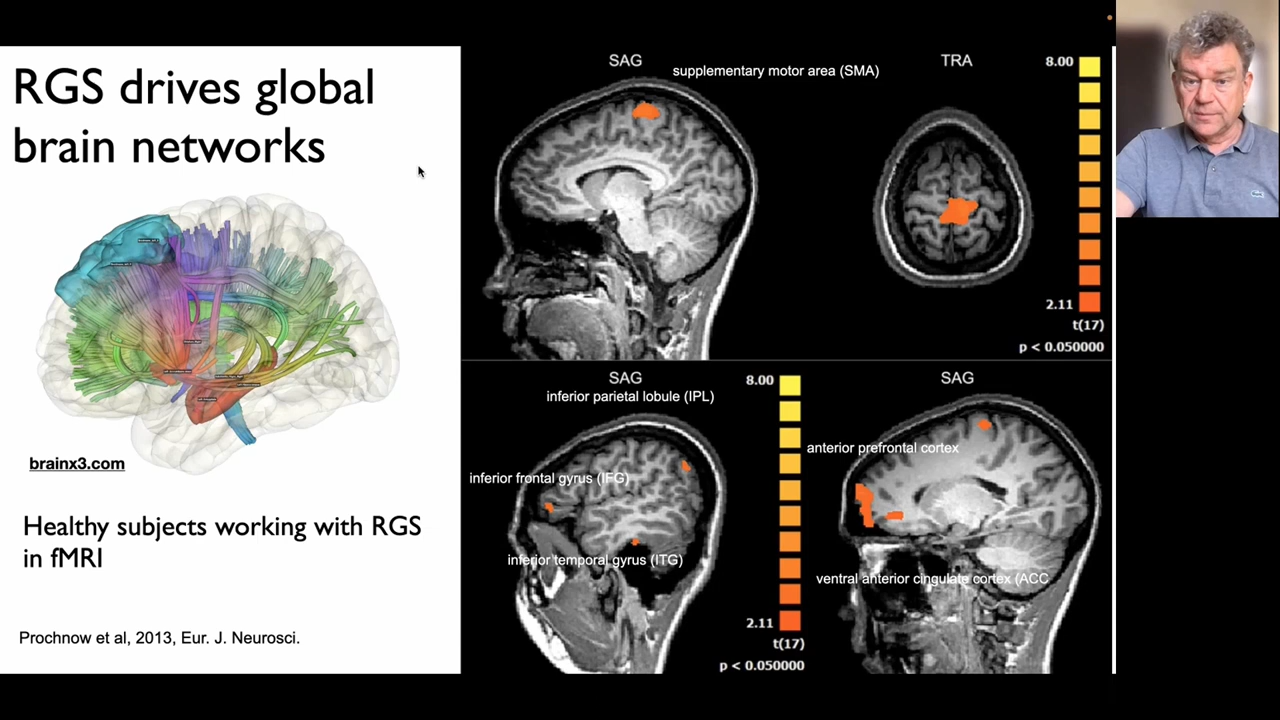 RGS drives global
brain networks
brainx3.com
Healthy subjects working with RGS
in fMRI
Prochnow et al, 2013, Eur. J. Neurosci.
SAG
supplementary motor area (SMA)
TRA
8.00
2.11
t(17)
p < 0.050000
SAG
inferior parietal lobule (IPL)
8.00
inferior frontal gyrus (IFG)
inferior temporal gyrus (ITG)
2.11
t(17)
p < 0.050000
SAG
anterior prefrontal cortex
ventral anterior cingulate cortex (ACC